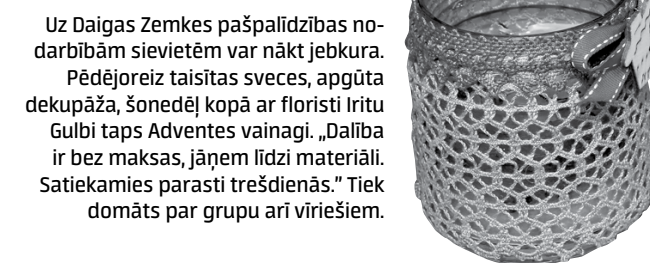 Uz Daigas Zemkes pašpalīdzības no-
darbībām sievietēm var nākt jebkura.
Pēdējoreiz taisītas sveces, apgūta
dekupāža, šonedēļ kopā ar floristi Iritu
Gulbi taps Adventes vainagi. „Dalība
ir bez maksas, jāņem līdzi materiāli.
Satiekamies parasti trešdienās.” Tiek
domāts par grupu arī vīriešiem.